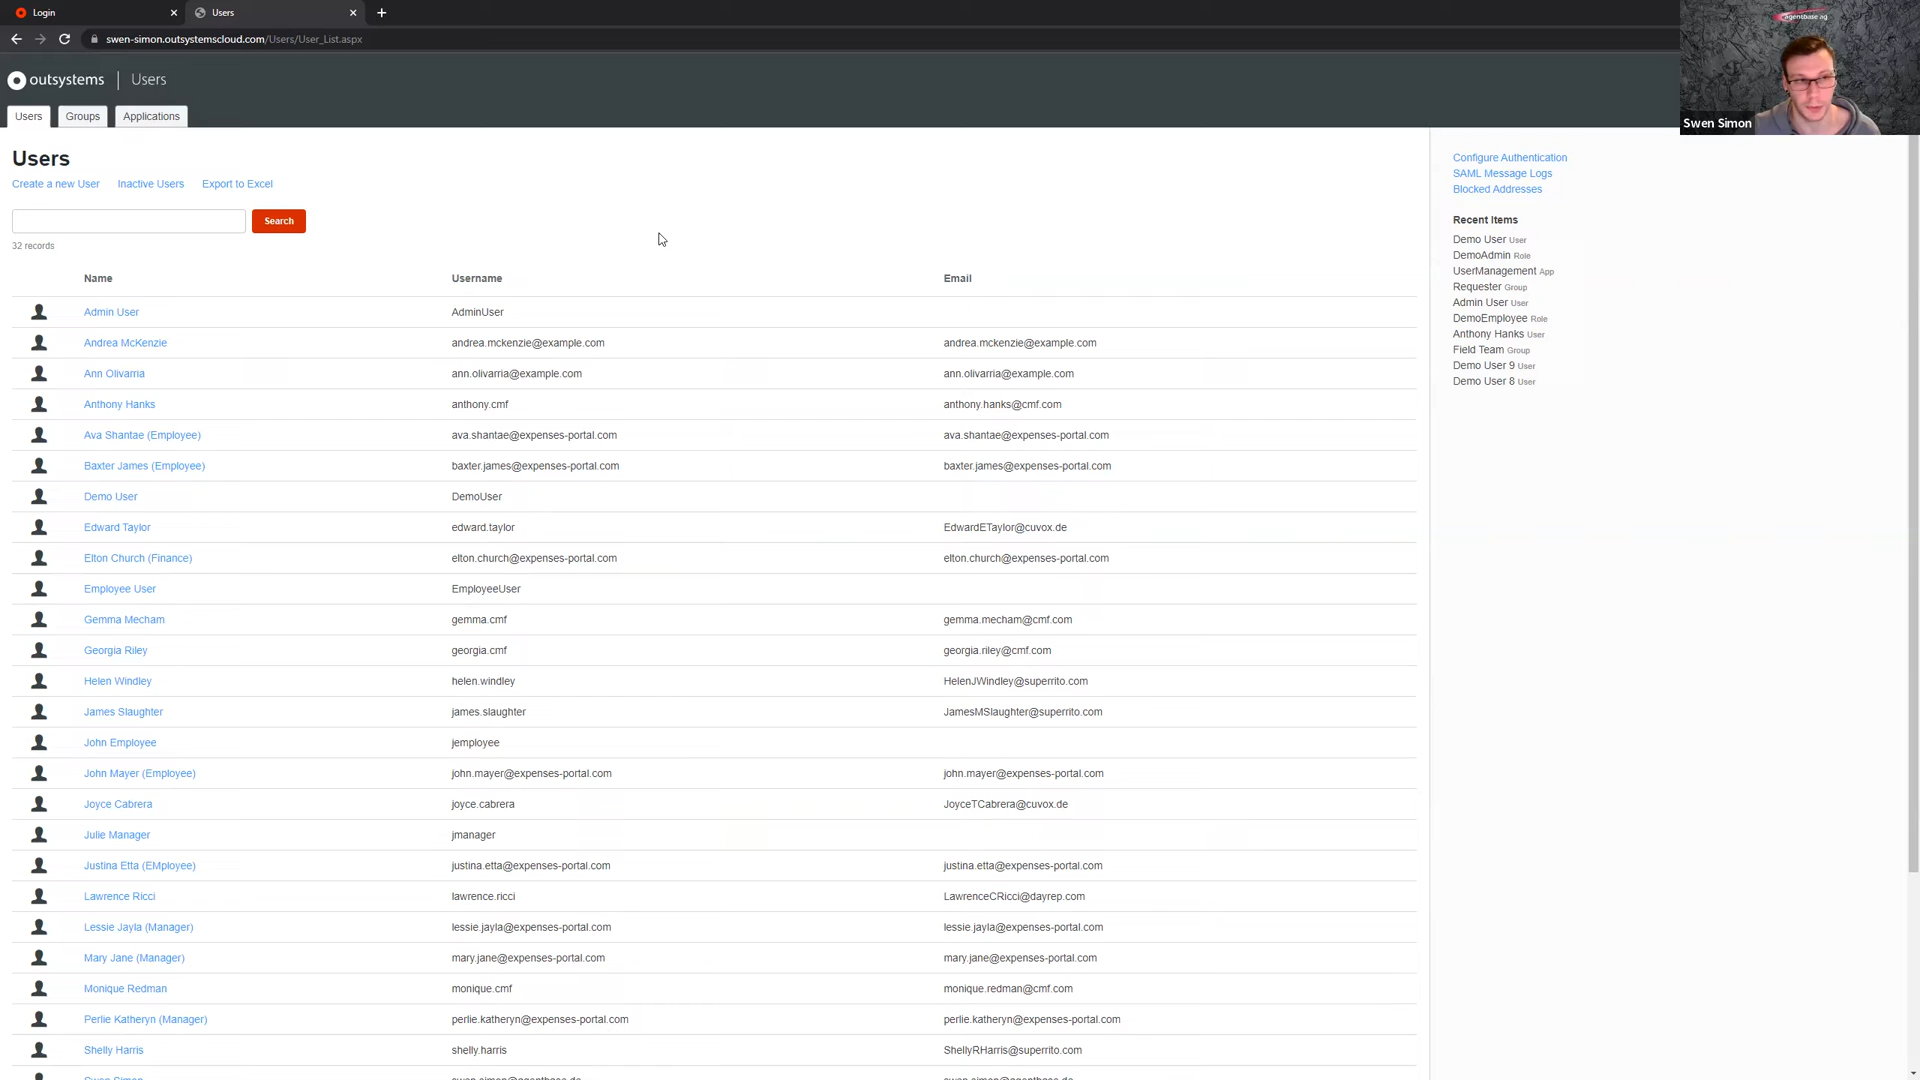 Login
Users
swen-simon.outsystemscloud.com/Users/User_List.aspx
agentbase ag
Swen Simon
outsystems
Users
Users
Groups
Applications
Users
Create a new User
Inactive Users
Export to Excel
Search
32 records
Name Username Email
Admin User AdminUser
Andrea McKenzie andrea.mckenzie@example.com andrea.mckenzie@example.com
Ann Olivarria ann.olivarria@example.com ann.olivarria@example.com
Anthony Hanks anthony.cmf anthony.hanks@cmf.com
Ava Shantae (Employee) ava.shantae@expenses-portal.com ava.shantae@expenses-portal.com
Baxter James (Employee) baxter.james@expenses-portal.com baxter.james@expenses-portal.com
Demo User DemoUser
Edward Taylor edward.taylor EdwardETaylor@cuvox.de
Elton Church (Finance) elton.church@expenses-portal.com elton.church@expenses-portal.com
Employee User EmployeeUser
Gemma Mecham gemma.cmf gemma.mecham@cmf.com
Georgia Riley georgia.cmf georgia.riley@cmf.com
Helen Windley helen.windley HelenJWindley@superrito.com
James Slaughter james.slaughter JamesMSlaughter@superrito.com
John Employee jemployee
John Mayer (Employee) john.mayer@expenses-portal.com john.mayer@expenses-portal.com
Joyce Cabrera joyce.cabrera JoyceTCabrera@cuvox.de
Julie Manager jmanager
Justina Etta (EMployee) justina.etta@expenses-portal.com justina.etta@expenses-portal.com
Lawrence Ricci lawrence.ricci LawrenceCRicci@dayrep.com
Lessie Jayla (Manager) lessie.jayla@expenses-portal.com lessie.jayla@expenses-portal.com
Mary Jane (Manager) mary.jane@expenses-portal.com mary.jane@expenses-portal.com
Monique Redman monique.cmf monique.redman@cmf.com
Perlie Katheryn (Manager) perlie.katheryn@expenses-portal.com perlie.katheryn@expenses-portal.com
Shelly Harris shelly.harris ShellyRHarris@superrito.com
Swen Simon swen.simon@agentbase.de swen.simon@agentbase.de
Configure Authentication
SAML Message Logs
Blocked Addresses
Recent Items
Demo User User
DemoAdmin Role
UserManagement App
Requester Group
Admin User User
DemoEmployee Role
Anthony Hanks User
Field Team Group
Demo User 9 User
Demo User 8 User